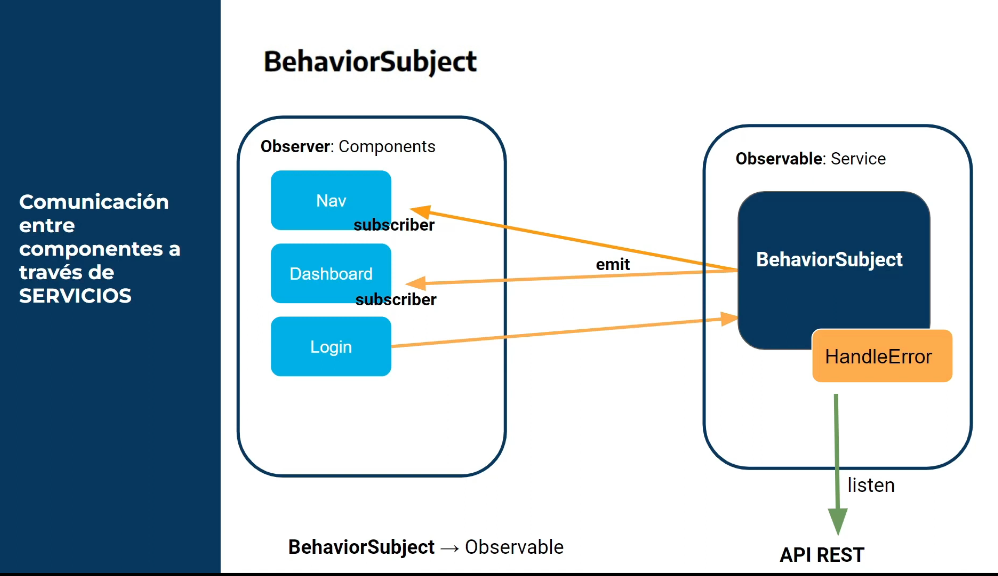 BehaviorSubject
Comunicación
entre
componentes a
través de
SERVICIOS
Observer: Components
Nav
subscriber
Dashboard
subscriber
Login
emit
Observable: Service
BehaviorSubject
HandleError
listen
API REST
BehaviorSubject → Observable